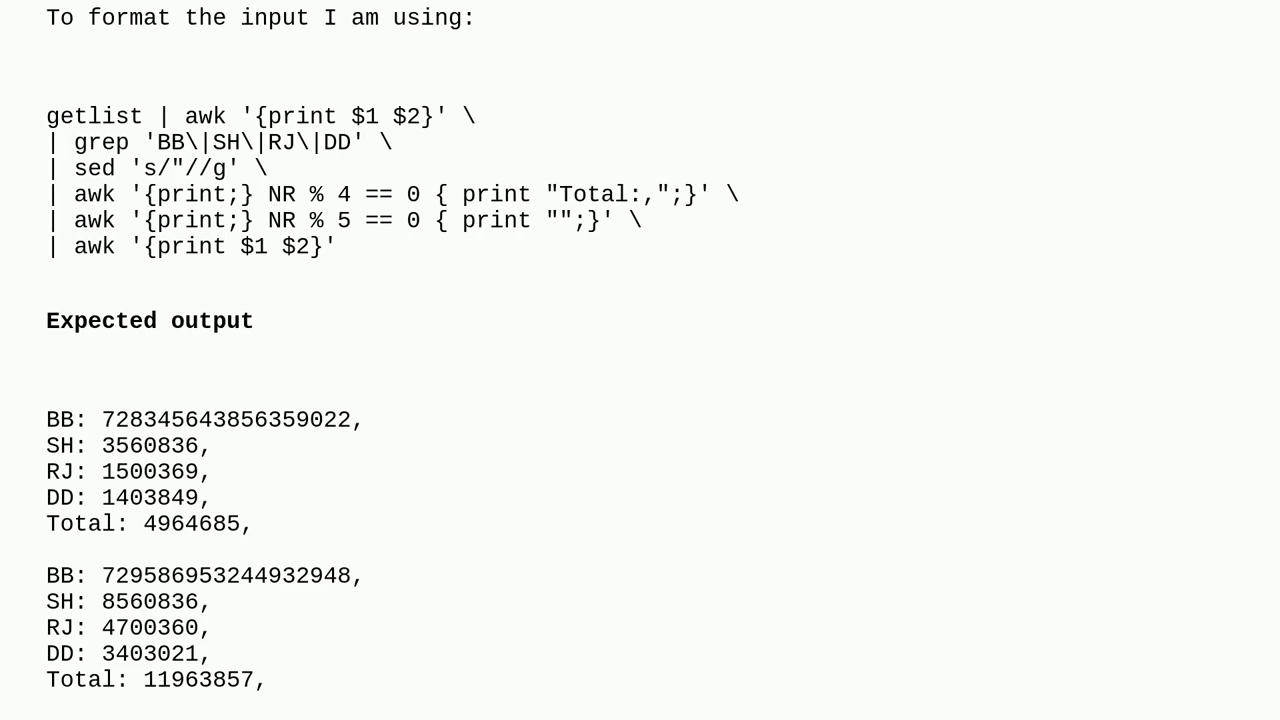 To format the input I am using:
getlist | awk '{print $1 $2}' \
| grep 'BB\|SH\|RJ\|DD' \
| sed 's/"//g' \
| awk '{print;} NR % 4 == 0 { print "Total:,";}' \
| awk '{print;} NR % 5 == 0 { print "";}' \
| awk '{print $1 $2}'
Expected output
BB: 728345643856359022,
SH: 3560836,
RJ: 1500369,
DD: 1403849,
Total: 4964685,
BB: 729586953244932948,
SH: 8560836,
RJ: 4700360,
DD: 3403021,
Total: 11963857,